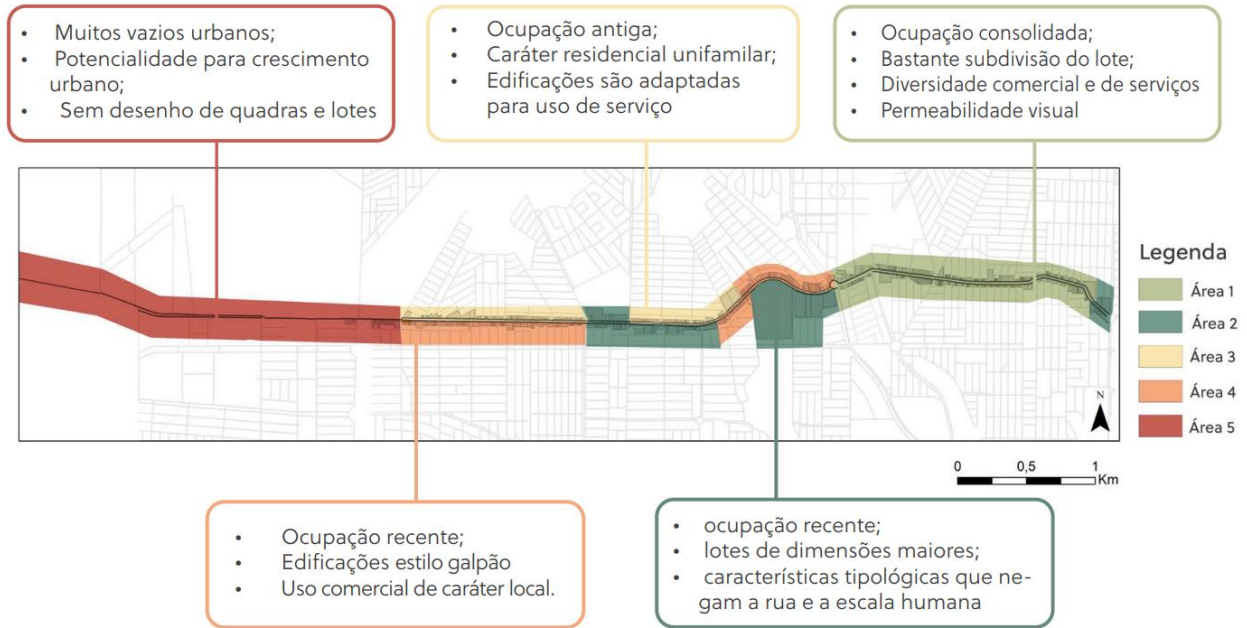 • Muitos vazios urbanos;
• Potencialidade para crescimento
urbano;
• Sem desenho de quadras e lotes
• Ocupação antiga;
• Caráter residencial unifamilar;
• Edificações são adaptadas
para uso de serviço
• Ocupação consolidada;
• Bastante subdivisão do lote;
• Diversidade comercial e de serviços
• Permeabilidade visual
Legenda
Área 1
Área 2
Área 3
Área 4
Área 5
N
0 0,5 1
Km
• Ocupação recente;
• Edificações estilo galpão
• Uso comercial de caráter local.
• ocupação recente;
• lotes de dimensões maiores;
• características tipológicas que ne-
gam a rua e a escala humana